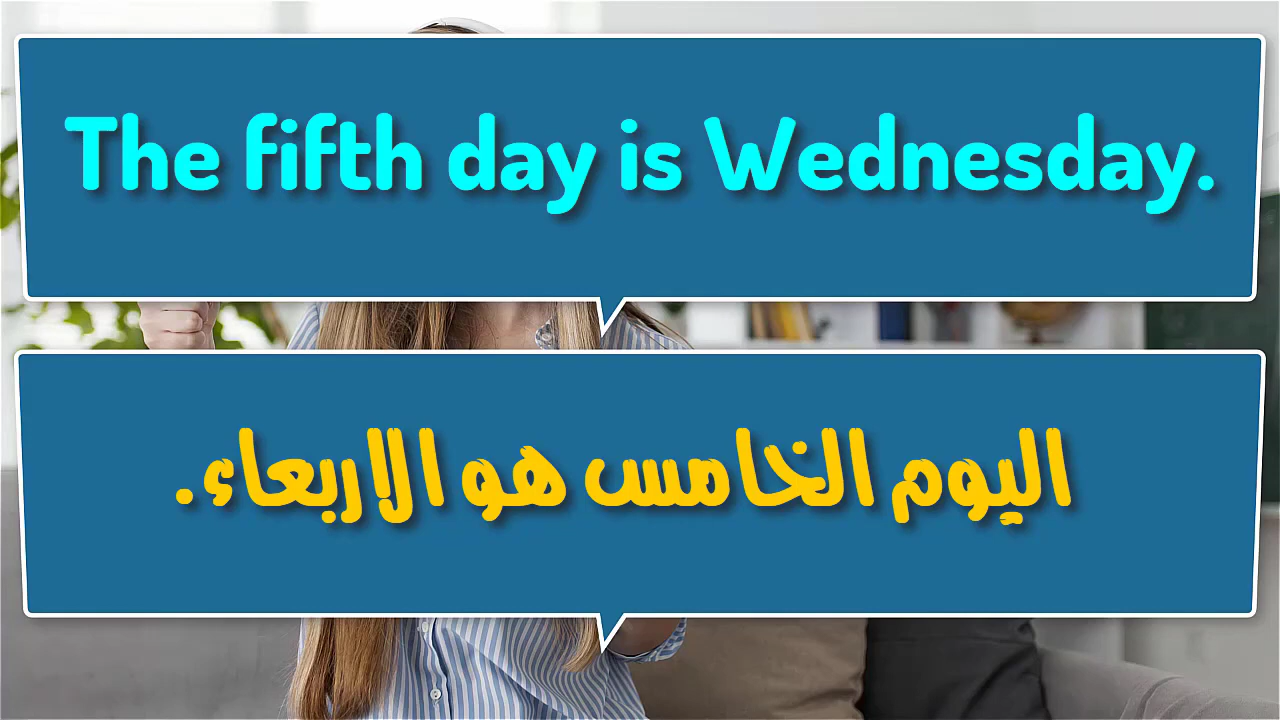 The fifth day is Wednesday.
اليوم الخامس هو الاربعاء.